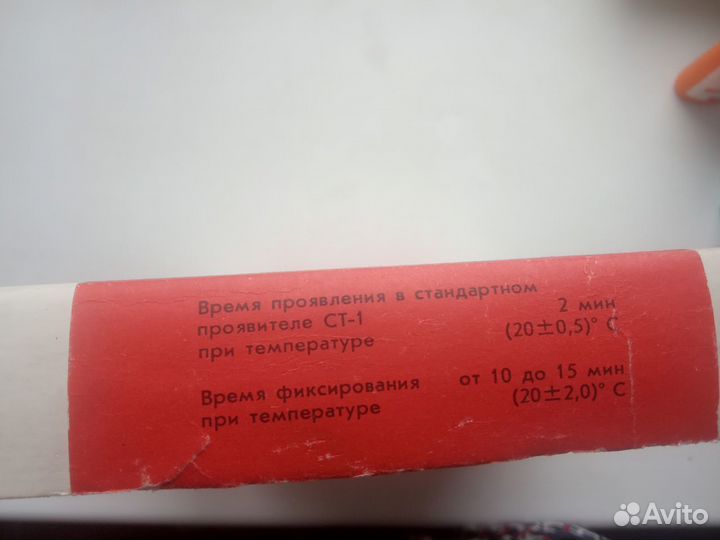 Время проявления в стандартном
проявителе СТ-1 2 мин
при температуре (20±0,5)° С
Время фиксирования от 10 до 15 мин
при температуре (20±2,0)° С
Avito